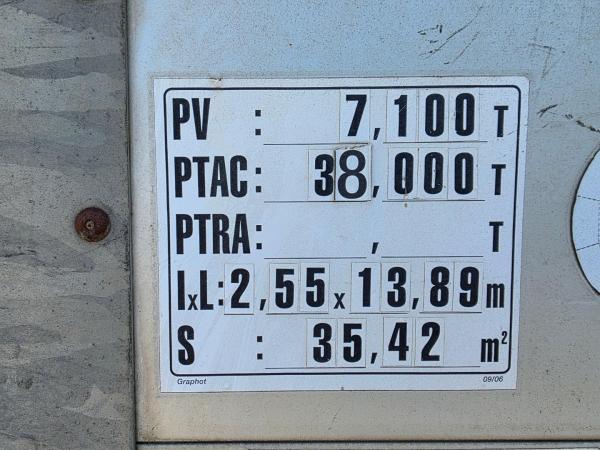 PV : 7,100 T
PTAC: 38,000 T
PTRA: , T
IxL: 2,55 x 13,89 m
S : 35,42 m²
Graphot 09/06